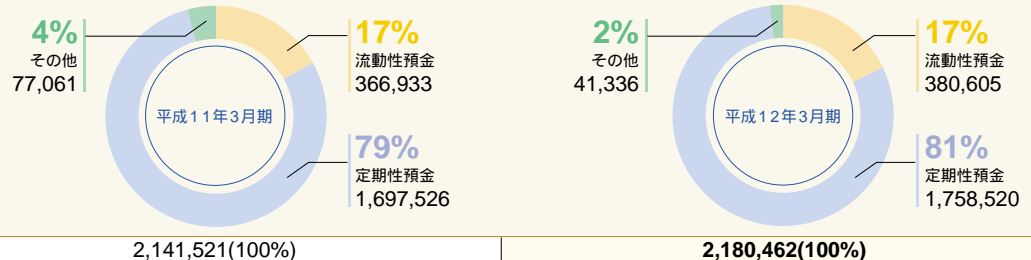 4%
その他
77,061
17%
流動性預金
366,933
平成11年3月期
79%
定期性預金
1,697,526
2%
その他
41,336
17%
流動性預金
380,605
平成12年3月期
81%
定期性預金
1,758,520
2,141,521(100%)
2,180,462(100%)